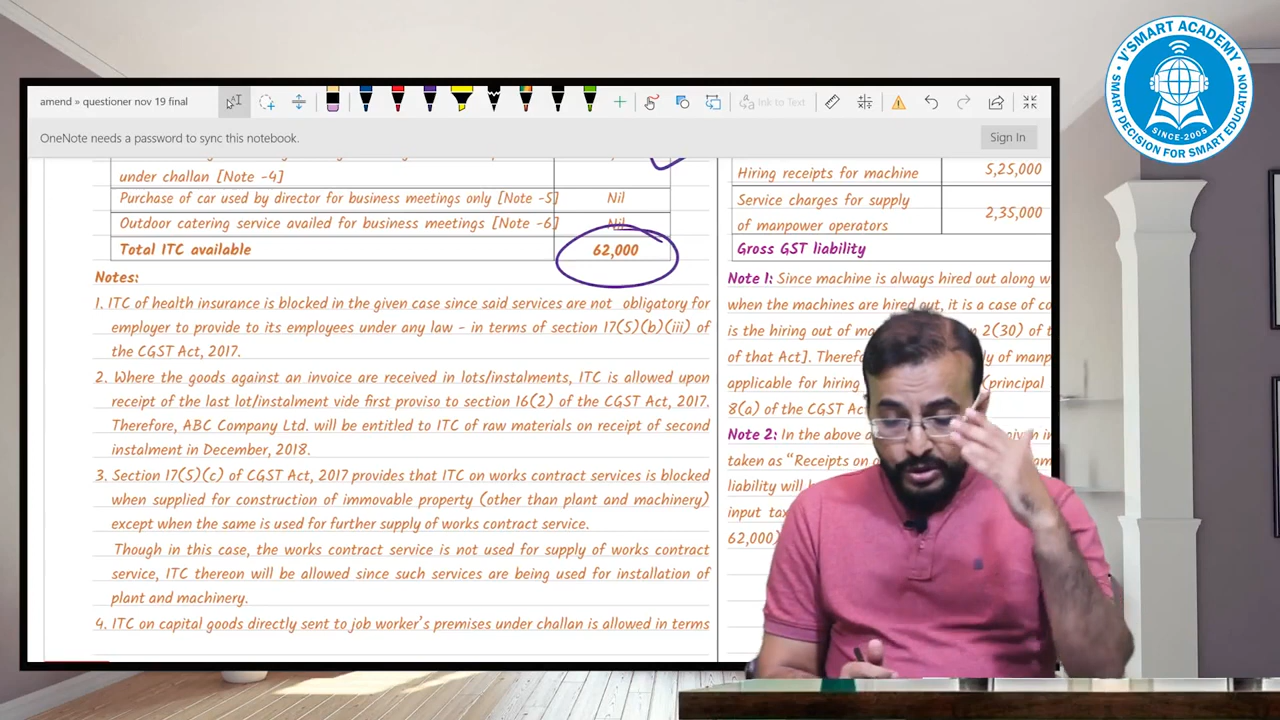 V'SMART ACADEMY
SMART DECISION FOR SMART EDUCATION
SINCE-2005
amend » questioner nov 19 final
Ink to Text
OneNote needs a password to sync this notebook.
Sign In
under challan [Note -4]
Purchase of car used by director for business meetings only [Note -5] Nil
Outdoor catering service availed for business meetings [Note -6] Nil
Total ITC available 62,000
Notes:
1. ITC of health insurance is blocked in the given case since said services are not obligatory for
employer to provide to its employees under any law - in terms of section 17(5)(b)(iii) of
the CGST Act, 2017.
2. Where the goods against an invoice are received in lots/instalments, ITC is allowed upon
receipt of the last lot/instalment vide first proviso to section 16(2) of the CGST Act, 2017.
Therefore, ABC Company Ltd. will be entitled to ITC of raw materials on receipt of second
instalment in December, 2018.
3. Section 17(5)(c) of CGST Act, 2017 provides that ITC on works contract services is blocked
when supplied for construction of immovable property (other than plant and machinery)
except when the same is used for further supply of works contract service.
Though in this case, the works contract service is not used for supply of works contract
service, ITC thereon will be allowed since such services are being used for installation of
plant and machinery.
4. ITC on capital goods directly sent to job worker's premises under challan is allowed in terms
Hiring receipts for machine 5,25,000
Service charges for supply
of manpower operators 2,35,000
Gross GST liability
Note 1: Since machine is always hired out along
when the machines are hired out, it is a case of
is the hiring out of 2(30) of
of that Act]. of
applicable for hiring (principal
8(a) of the CGST
Note 2: In the above in
taken as "Receipts on
liability will
input
62,000)